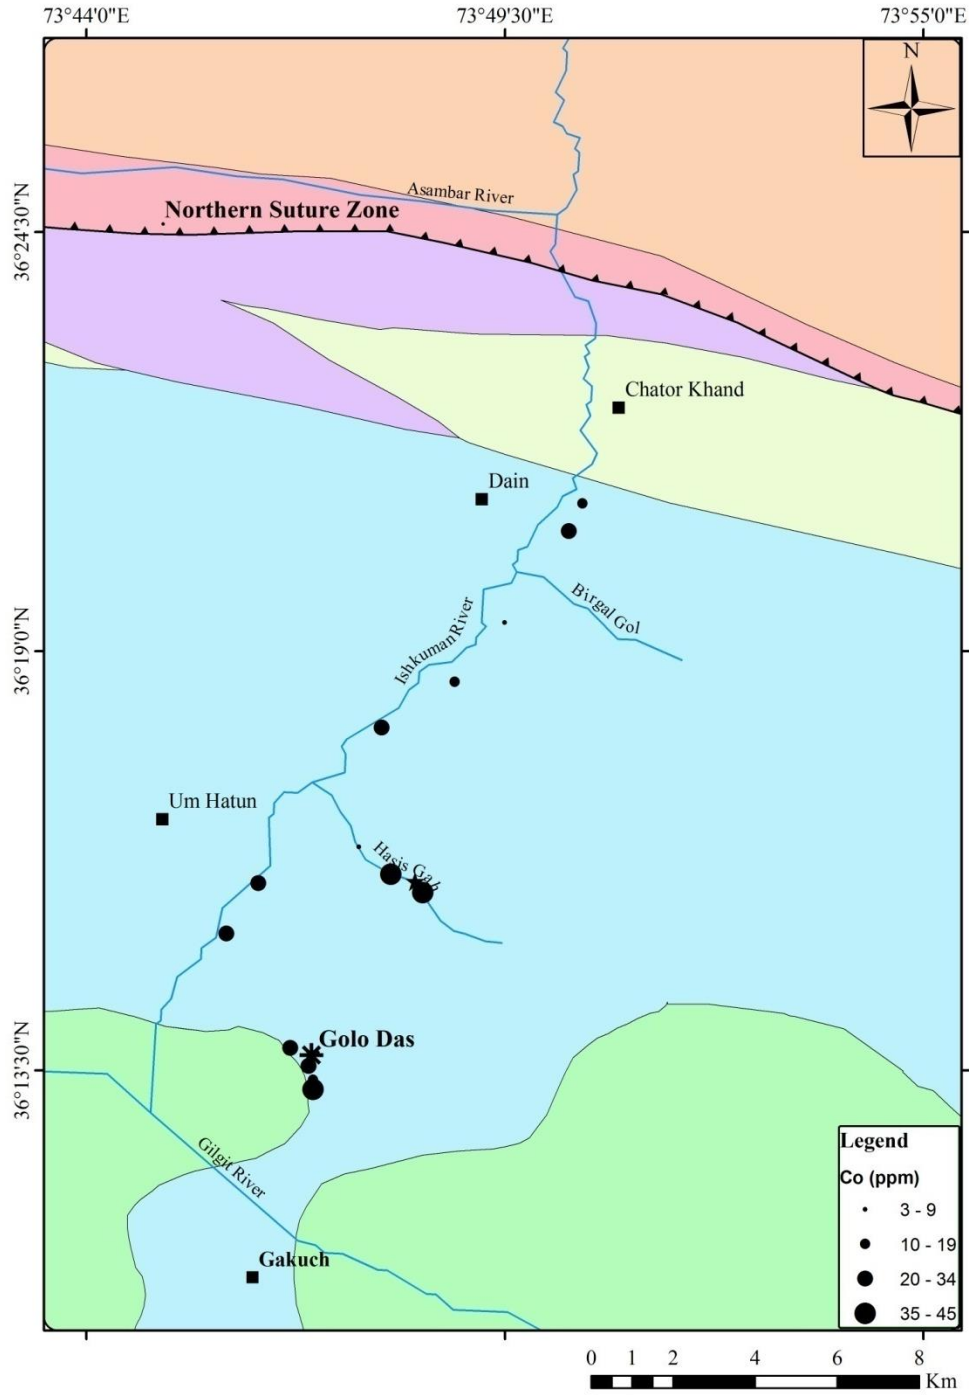 73°44'0"E
73°49'30"E
73°55'0"E
N
36°24'30"N
Asambar River
Northern Suture Zone
Chator Khand
Dain
Birgal Gol
Ishkuman River
36°19'0"N
Um Hatun
Hasis Gah
Golo Das
36°13'30"N
Gilgit River
Gakuch
Legend
Co (ppm)
3 - 9
10 - 19
20 - 34
35 - 45
0 1 2 4 6 8
Km